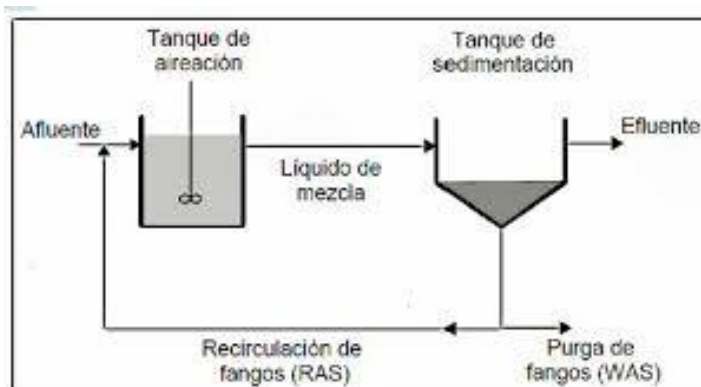 Tanque de
aireación
Tanque de
sedimentación
Afluente
Efluente
Líquido de
mezcla
Recirculación de
fangos (RAS)
Purga de
fangos (WAS)